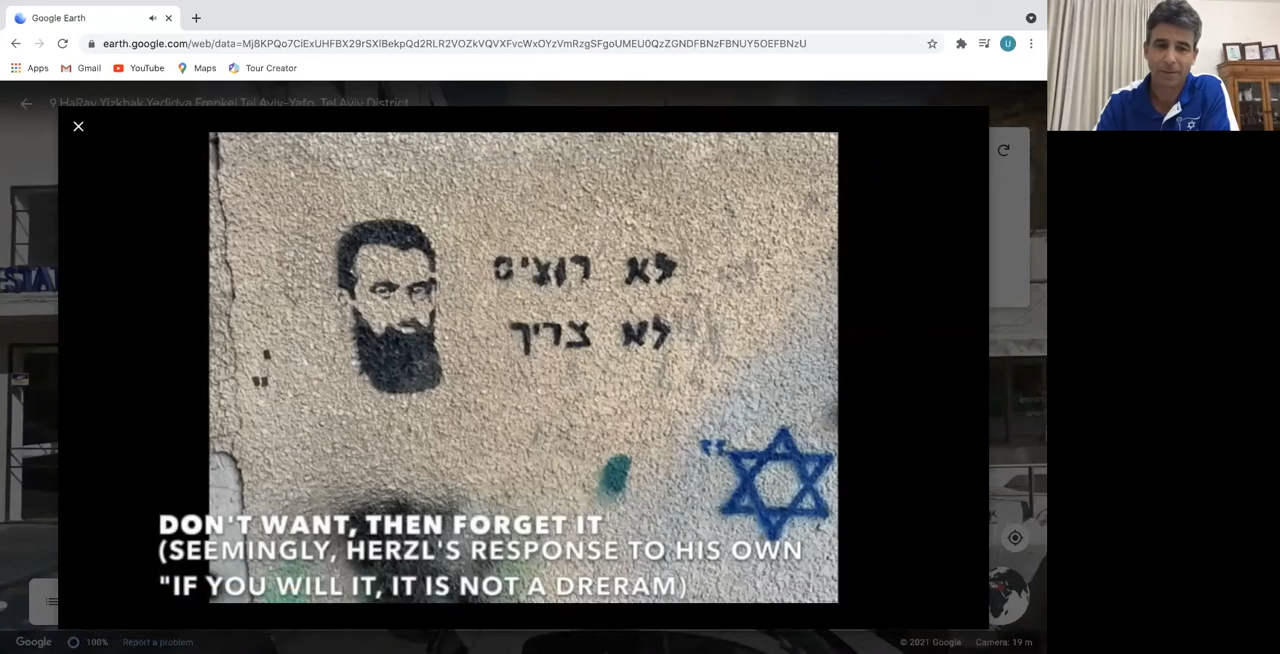 Google Earth
earth.google.com/web/data=Mj8KPQo7CiExUHFBX29rSXlBekpQd2RLR2VOZkVQVXFvcWxOYzVmRzgSFgoUMEU0QzZGNDFBNzFBNUY5OEFBNzU
U
Apps Gmail YouTube Maps Tour Creator
9 HaRav Yizkhak Yedidya Frenkel Tel Aviv-Yafo, Tel Aviv District
לא רוצים
לא צריך
DON'T WANT, THEN FORGET IT
(SEEMINGLY, HERZL'S RESPONSE TO HIS OWN
"IF YOU WILL IT, IT IS NOT A DRERAM)
Google 100% Report a problem © 2021 Google Camera: 19 m